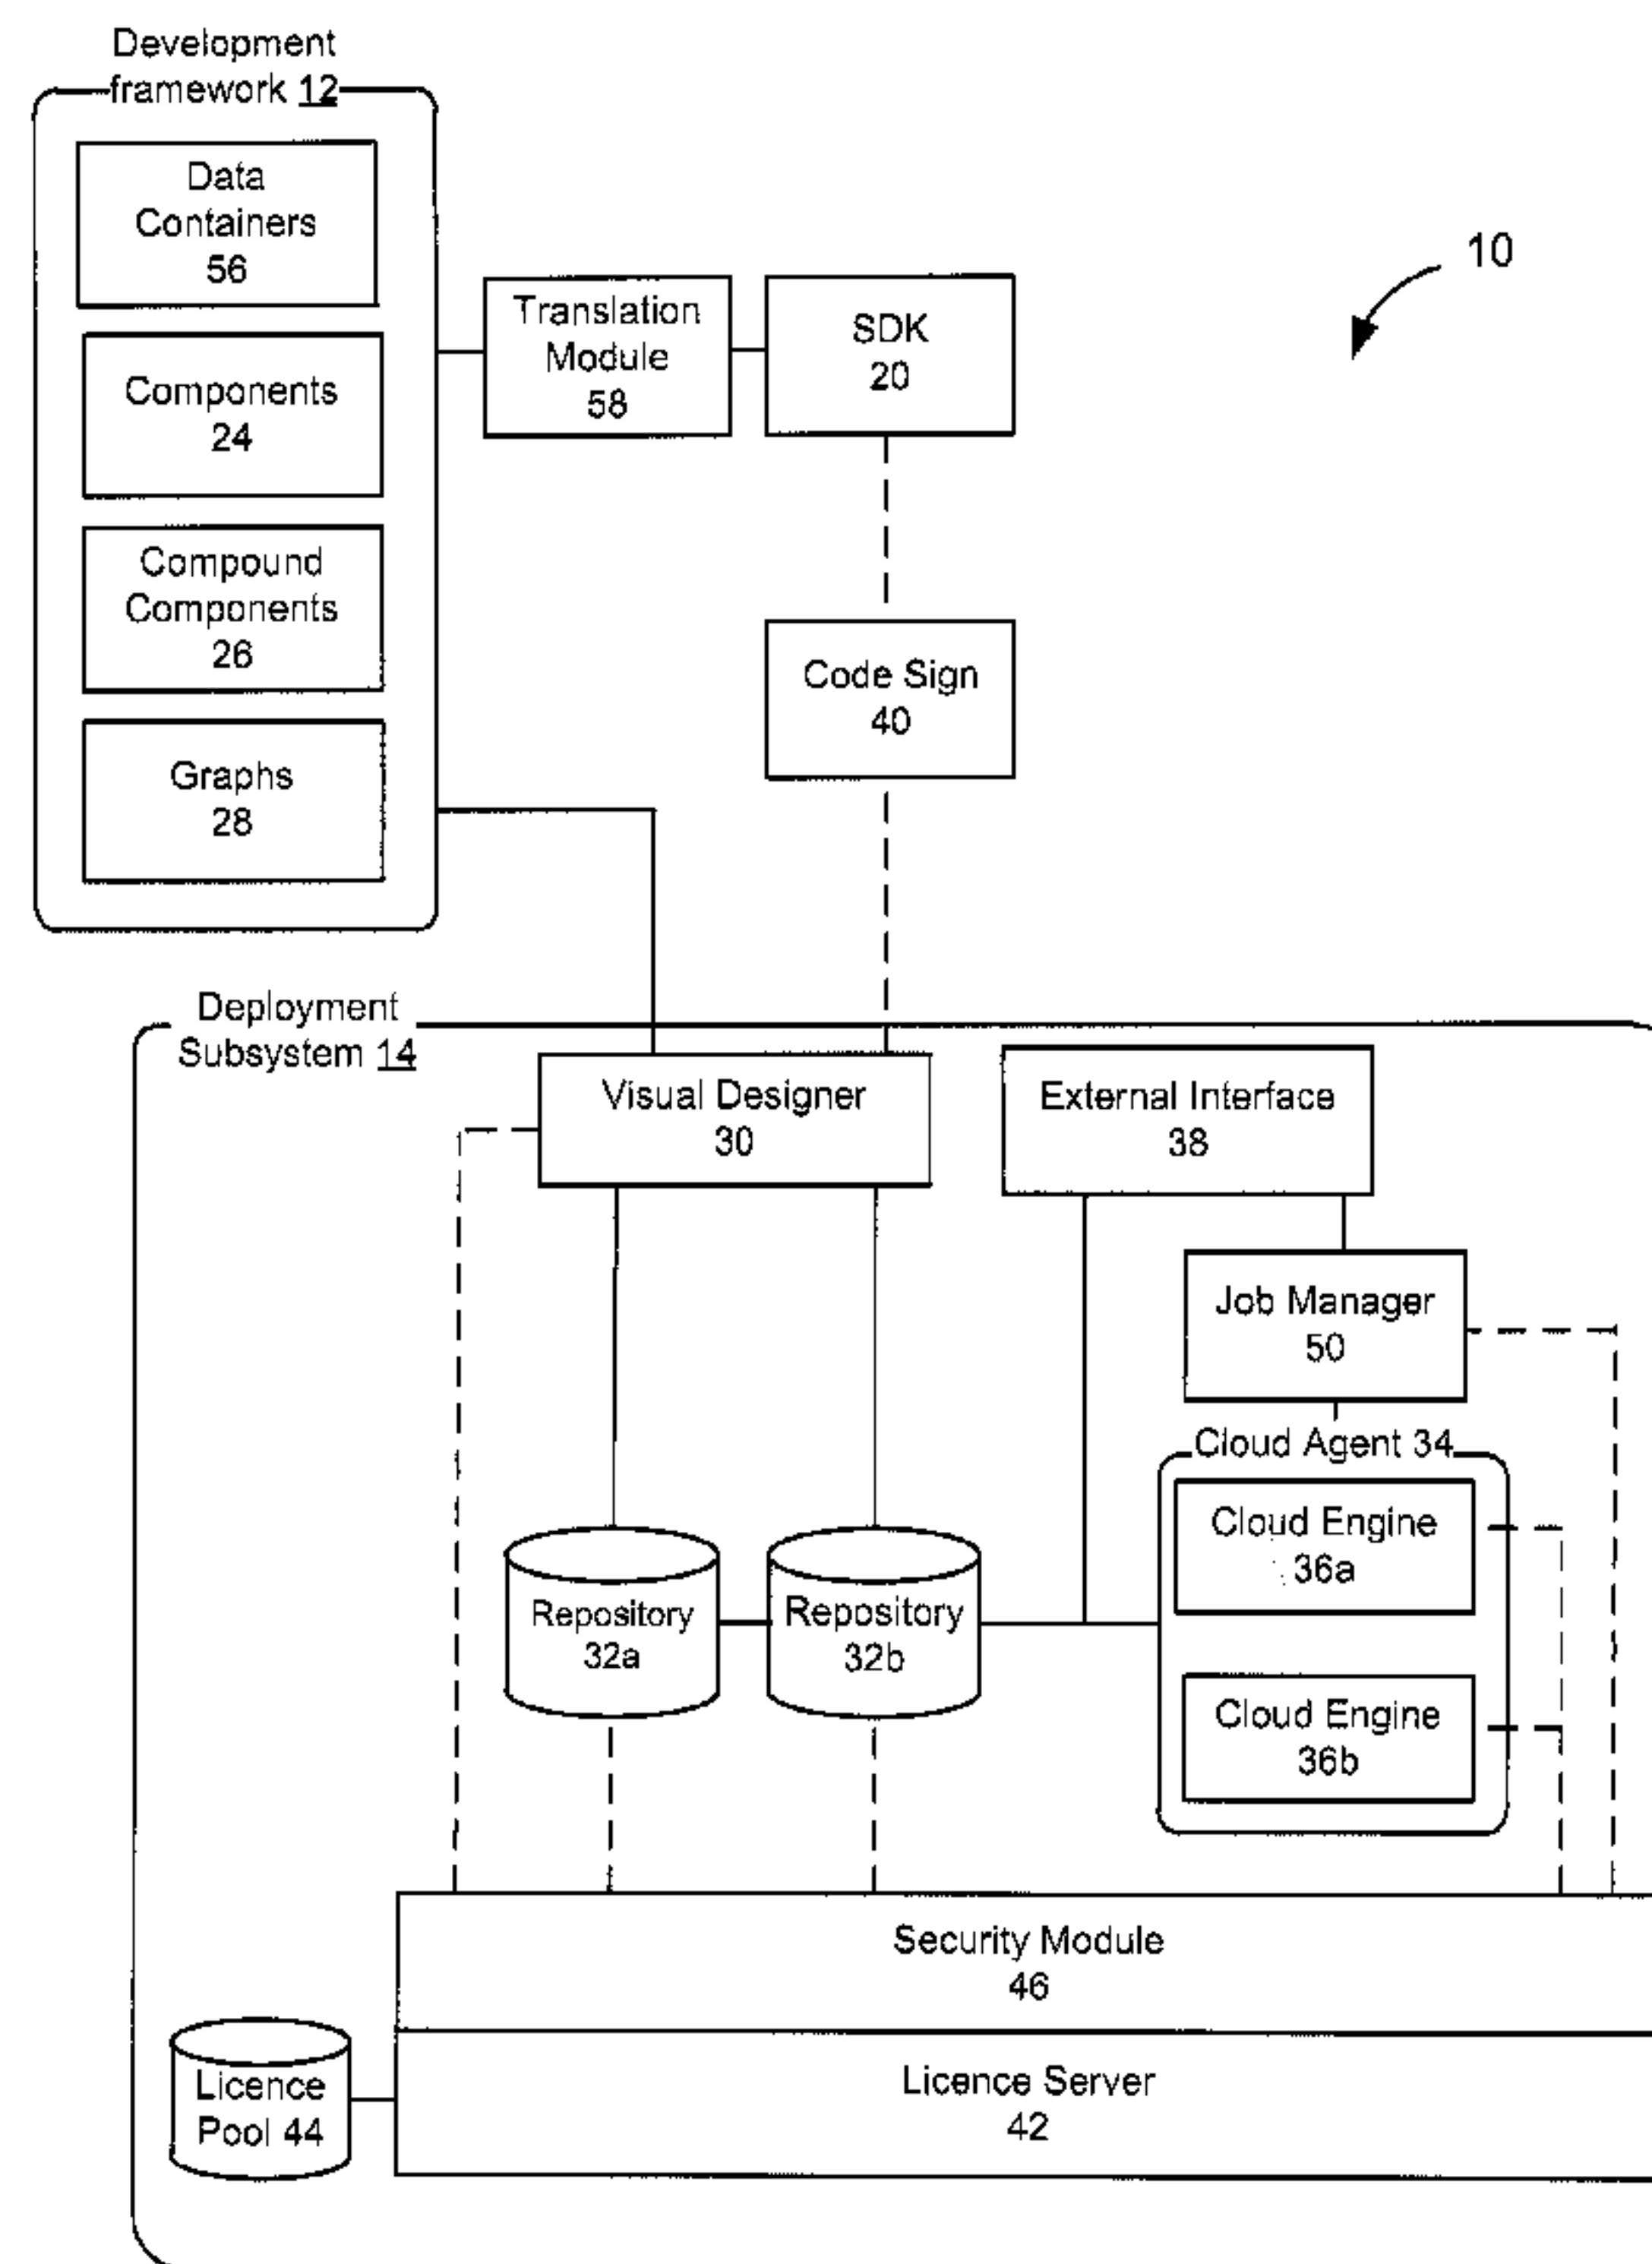 Development
framework 12
Data
Containers
56
Components
24
Compound
Components
26
Graphs
28
Translation
Module
58
SDK
20
10
Code Sign
40
Deployment
Subsystem 14
Visual Designer
30
External Interface
38
Job Manager
50
Cloud Agent 34
Cloud Engine
36a
Cloud Engine
36b
Repository
32a
Repository
32b
Security Module
46
Licence Server
42
Licence
Pool 44